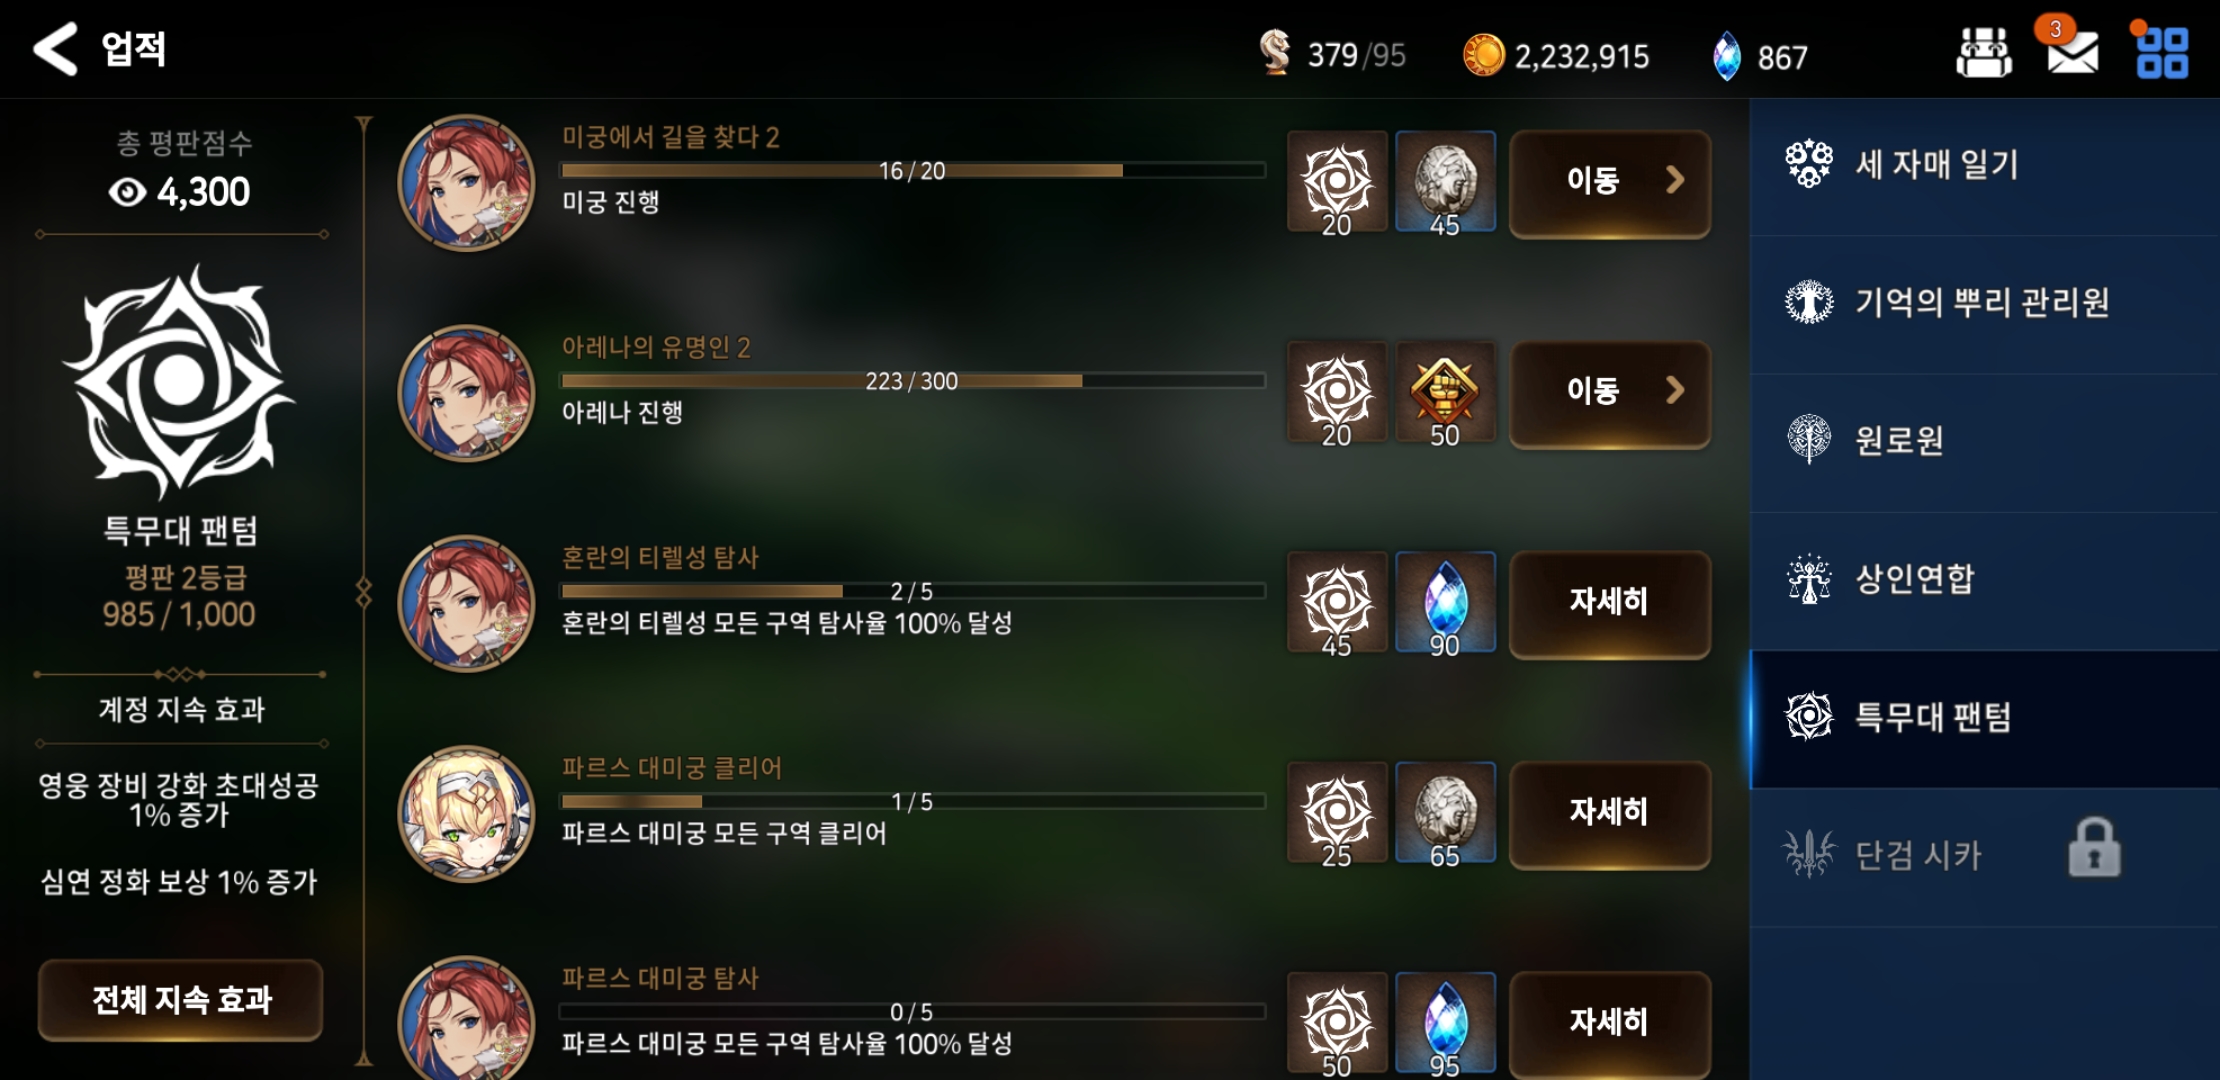 업적
379/95
2,232,915
867
3
총 평판점수
4,300
특무대 팬텀
평판 2등급
985 / 1,000
계정 지속 효과
영웅 장비 강화 초대성공
1% 증가
심연 정화 보상 1% 증가
전체 지속 효과
미궁에서 길을 찾다 2
16 / 20
미궁 진행
20
45
이동
아레나의 유명인 2
223 / 300
아레나 진행
20
50
이동
혼란의 티렐성 탐사
2 / 5
혼란의 티렐성 모든 구역 탐사율 100% 달성
45
90
자세히
파르스 대미궁 클리어
1 / 5
파르스 대미궁 모든 구역 클리어
25
65
자세히
파르스 대미궁 탐사
0 / 5
파르스 대미궁 모든 구역 탐사율 100% 달성
50
95
자세히
세 자매 일기
기억의 뿌리 관리원
원로원
상인연합
특무대 팬텀
단검 시카